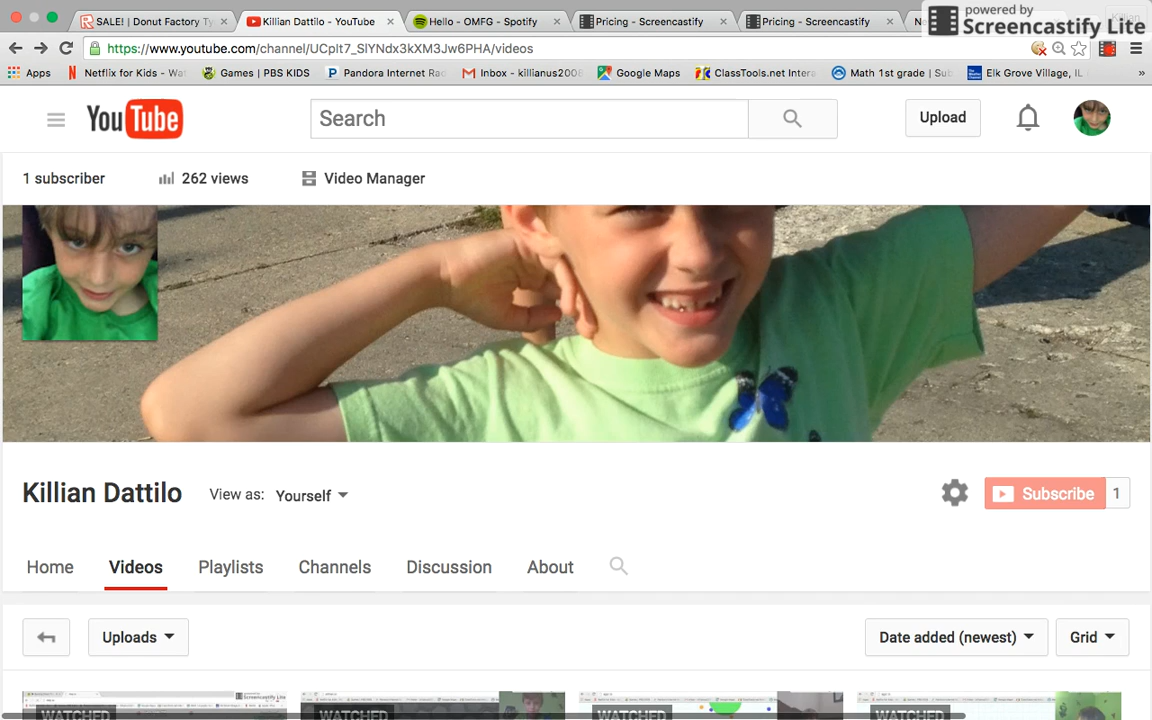 powered by
Screencastify Lite
SALE! | Donut Factory Ty
Killian Dattilo - YouTube
Hello - OMFG - Spotify
Pricing - Screencastify
Pricing - Screencastify
https://www.youtube.com/channel/UCplt7_SlYNdx3kXM3Jw6PHA/videos
Apps
Netflix for Kids - Wat
Games | PBS KIDS
Pandora Internet Rad
Inbox - killianus2008
Google Maps
ClassTools.net Intera
Math 1st grade | Sub
Elk Grove Village, IL
»
YouTube
Search
Upload
1 subscriber
262 views
Video Manager
Killian Dattilo
View as: Yourself
Subscribe 1
Home
Videos
Playlists
Channels
Discussion
About
Uploads
Date added (newest)
Grid
Screencastify Lite
WATCHED
WATCHED
WATCHED
WATCHED